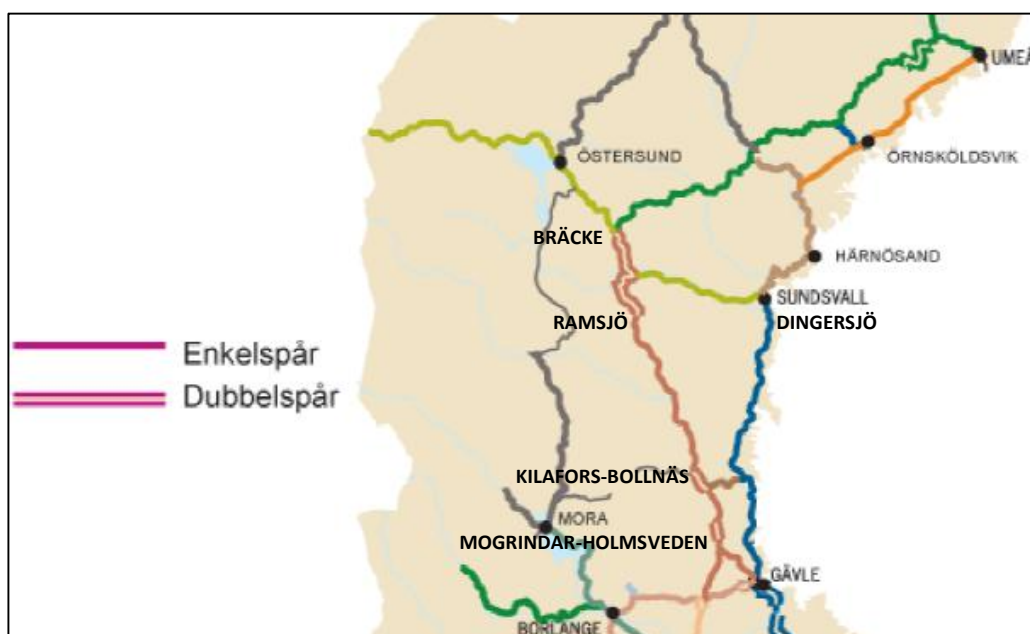 UMEÅ
ÖSTERSUND
ÖRNSKÖLDSVIK
BRÄCKE
HÄRNÖSAND
SUNDSVALL
RAMSJÖ
DINGERSJÖ
Enkelspår
Dubbelspår
KILAFORS-BOLLNÄS
MORA
MOGRINDAR-HOLMSVEDEN
GÄVLE
BORLÄNGE